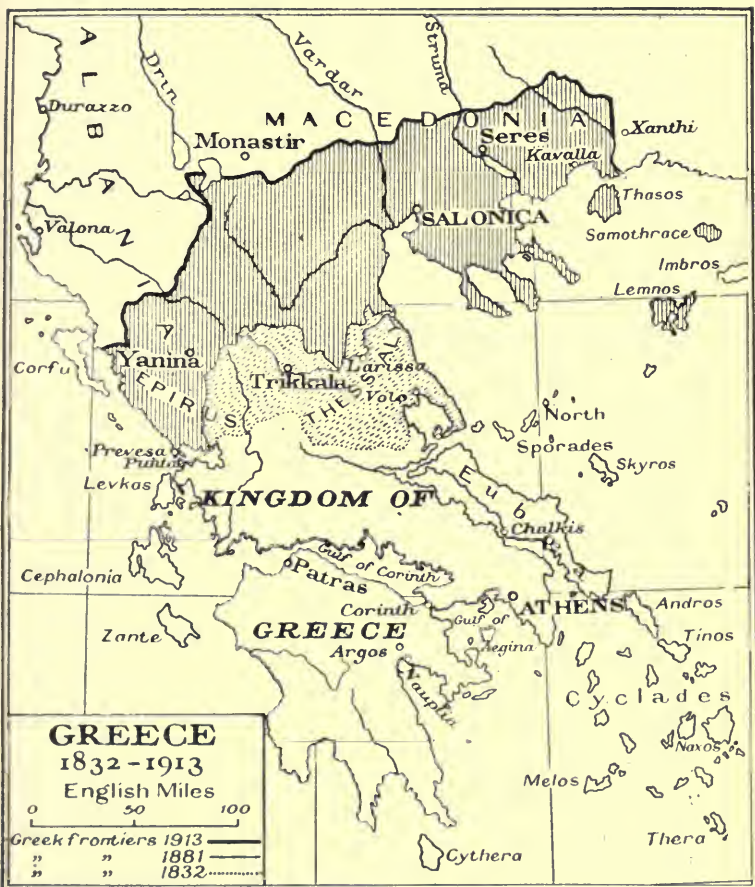 ALBANIA
Durazzo
Drin
Vardar
Struma
MACEDONIA
Monastir
Seres
Xanthi
Kavalla
Thasos
SALONICA
Samothrace
Imbros
Lemnos
Valona
Corfu
Yanina
EPIRUS
Trikkala
Larissa
THESSALY
Volo
North
Sporades
Skyros
Prevesa
Levkas
KINGDOM OF
Eub
Chalkis
Cephalonia
Gulf of Corinth
Patras
Corinth
ATHENS
Andros
Tinos
Zante
GREECE
Argos
Gulf of
Aegina
Nauplia
Cyclades
Naxos
Melos
Thera
Cythera
GREECE
1832-1913
English Miles
0 50 100
Greek frontiers 1913
" " 1881
" " 1832